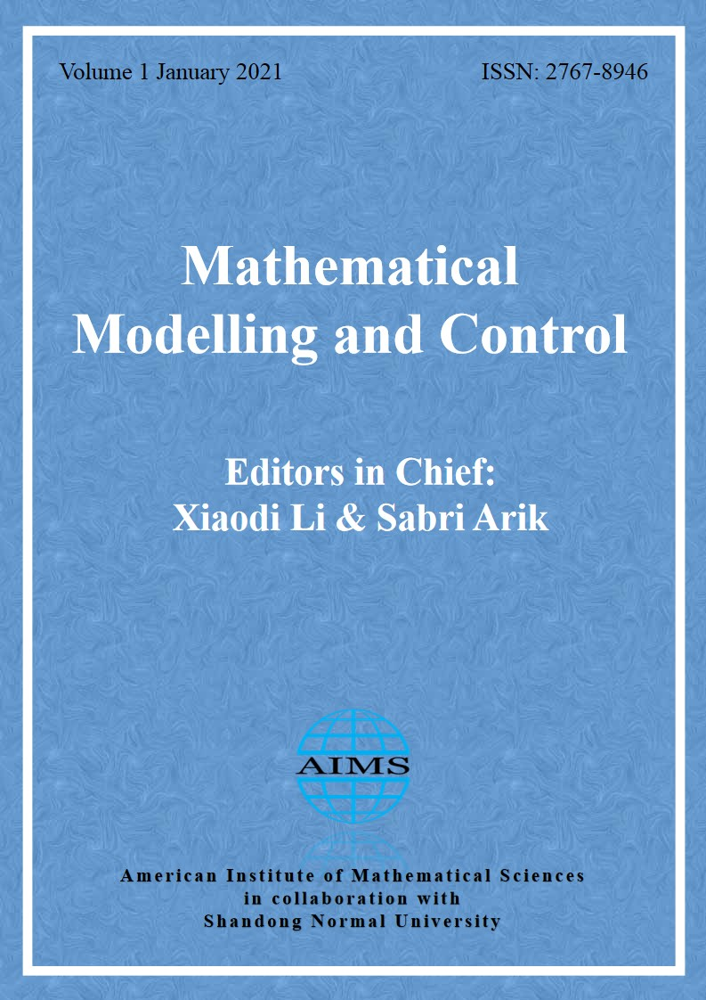 Volume 1 January 2021
ISSN: 2767-8946
Mathematical
Modelling and Control
Editors in Chief:
Xiaodi Li & Sabri Arik
AIMS
American Institute of Mathematical Sciences
in collaboration with
Shandong Normal University